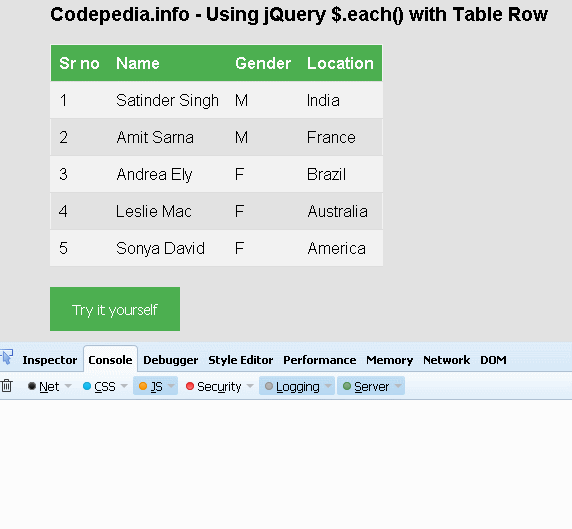 Codepedia.info - Using jQuery $.each() with Table Row
Sr no Name Gender Location
1 Satinder Singh M India
2 Amit Sarna M France
3 Andrea Ely F Brazil
4 Leslie Mac F Australia
5 Sonya David F America
Try it yourself
Inspector Console Debugger Style Editor Performance Memory Network DOM
Net CSS JS Security Logging Server